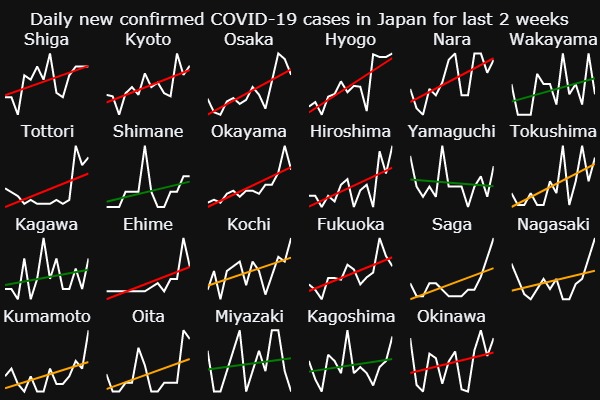 Daily new confirmed COVID-19 cases in Japan for last 2 weeks
Shiga Kyoto Osaka Hyogo Nara Wakayama
Tottori Shimane Okayama Hiroshima Yamaguchi Tokushima
Kagawa Ehime Kochi Fukuoka Saga Nagasaki
Kumamoto Oita Miyazaki Kagoshima Okinawa